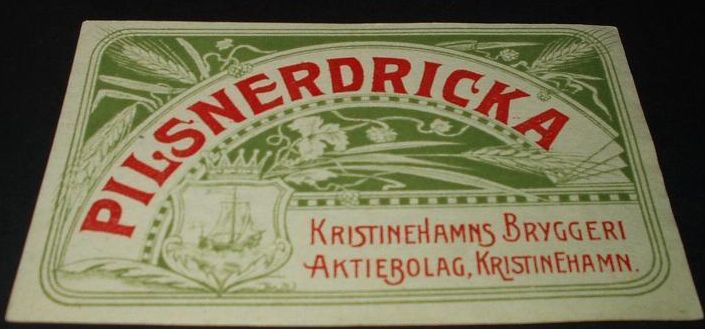 PILSNERDRICKA
KRISTINEHAMNS BRYGGERI
AKTIEBOLAG, KRISTINEHAMN.